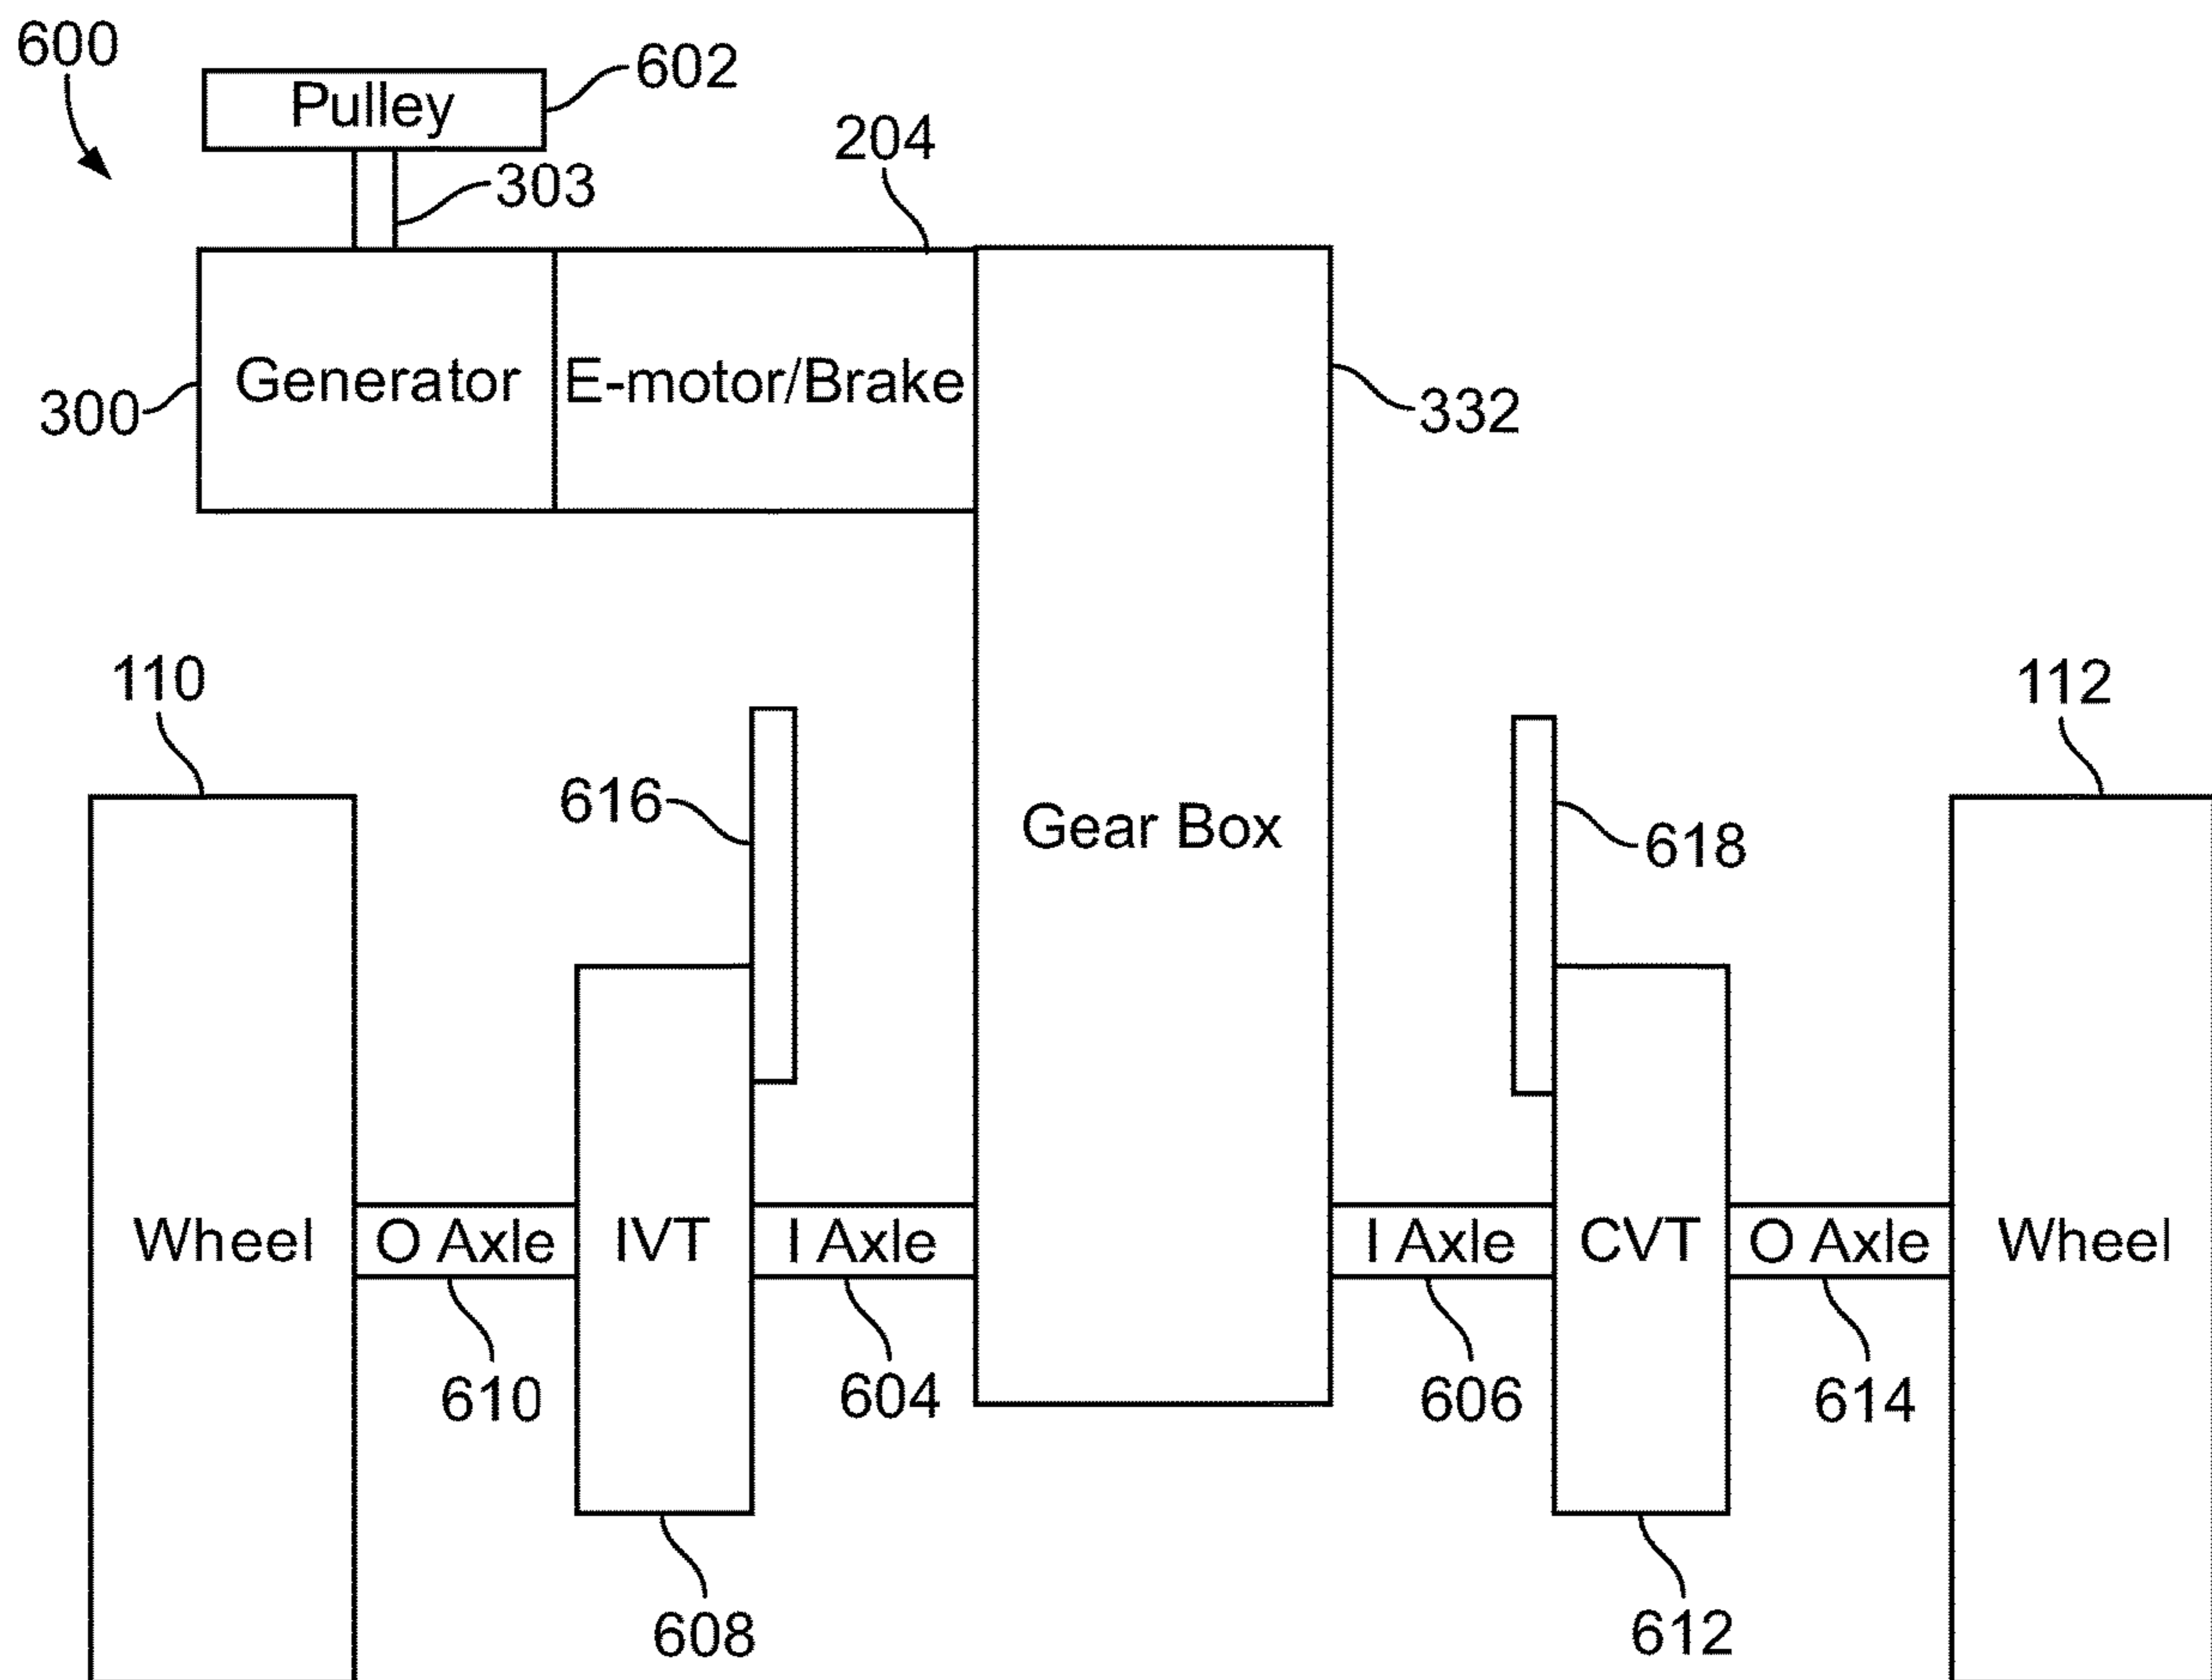 600
Pulley
602
303
204
300
Generator
E-motor/Brake
332
110
112
616
618
Gear Box
Wheel
O Axle
IVT
I Axle
I Axle
CVT
O Axle
Wheel
610
604
606
614
608
612